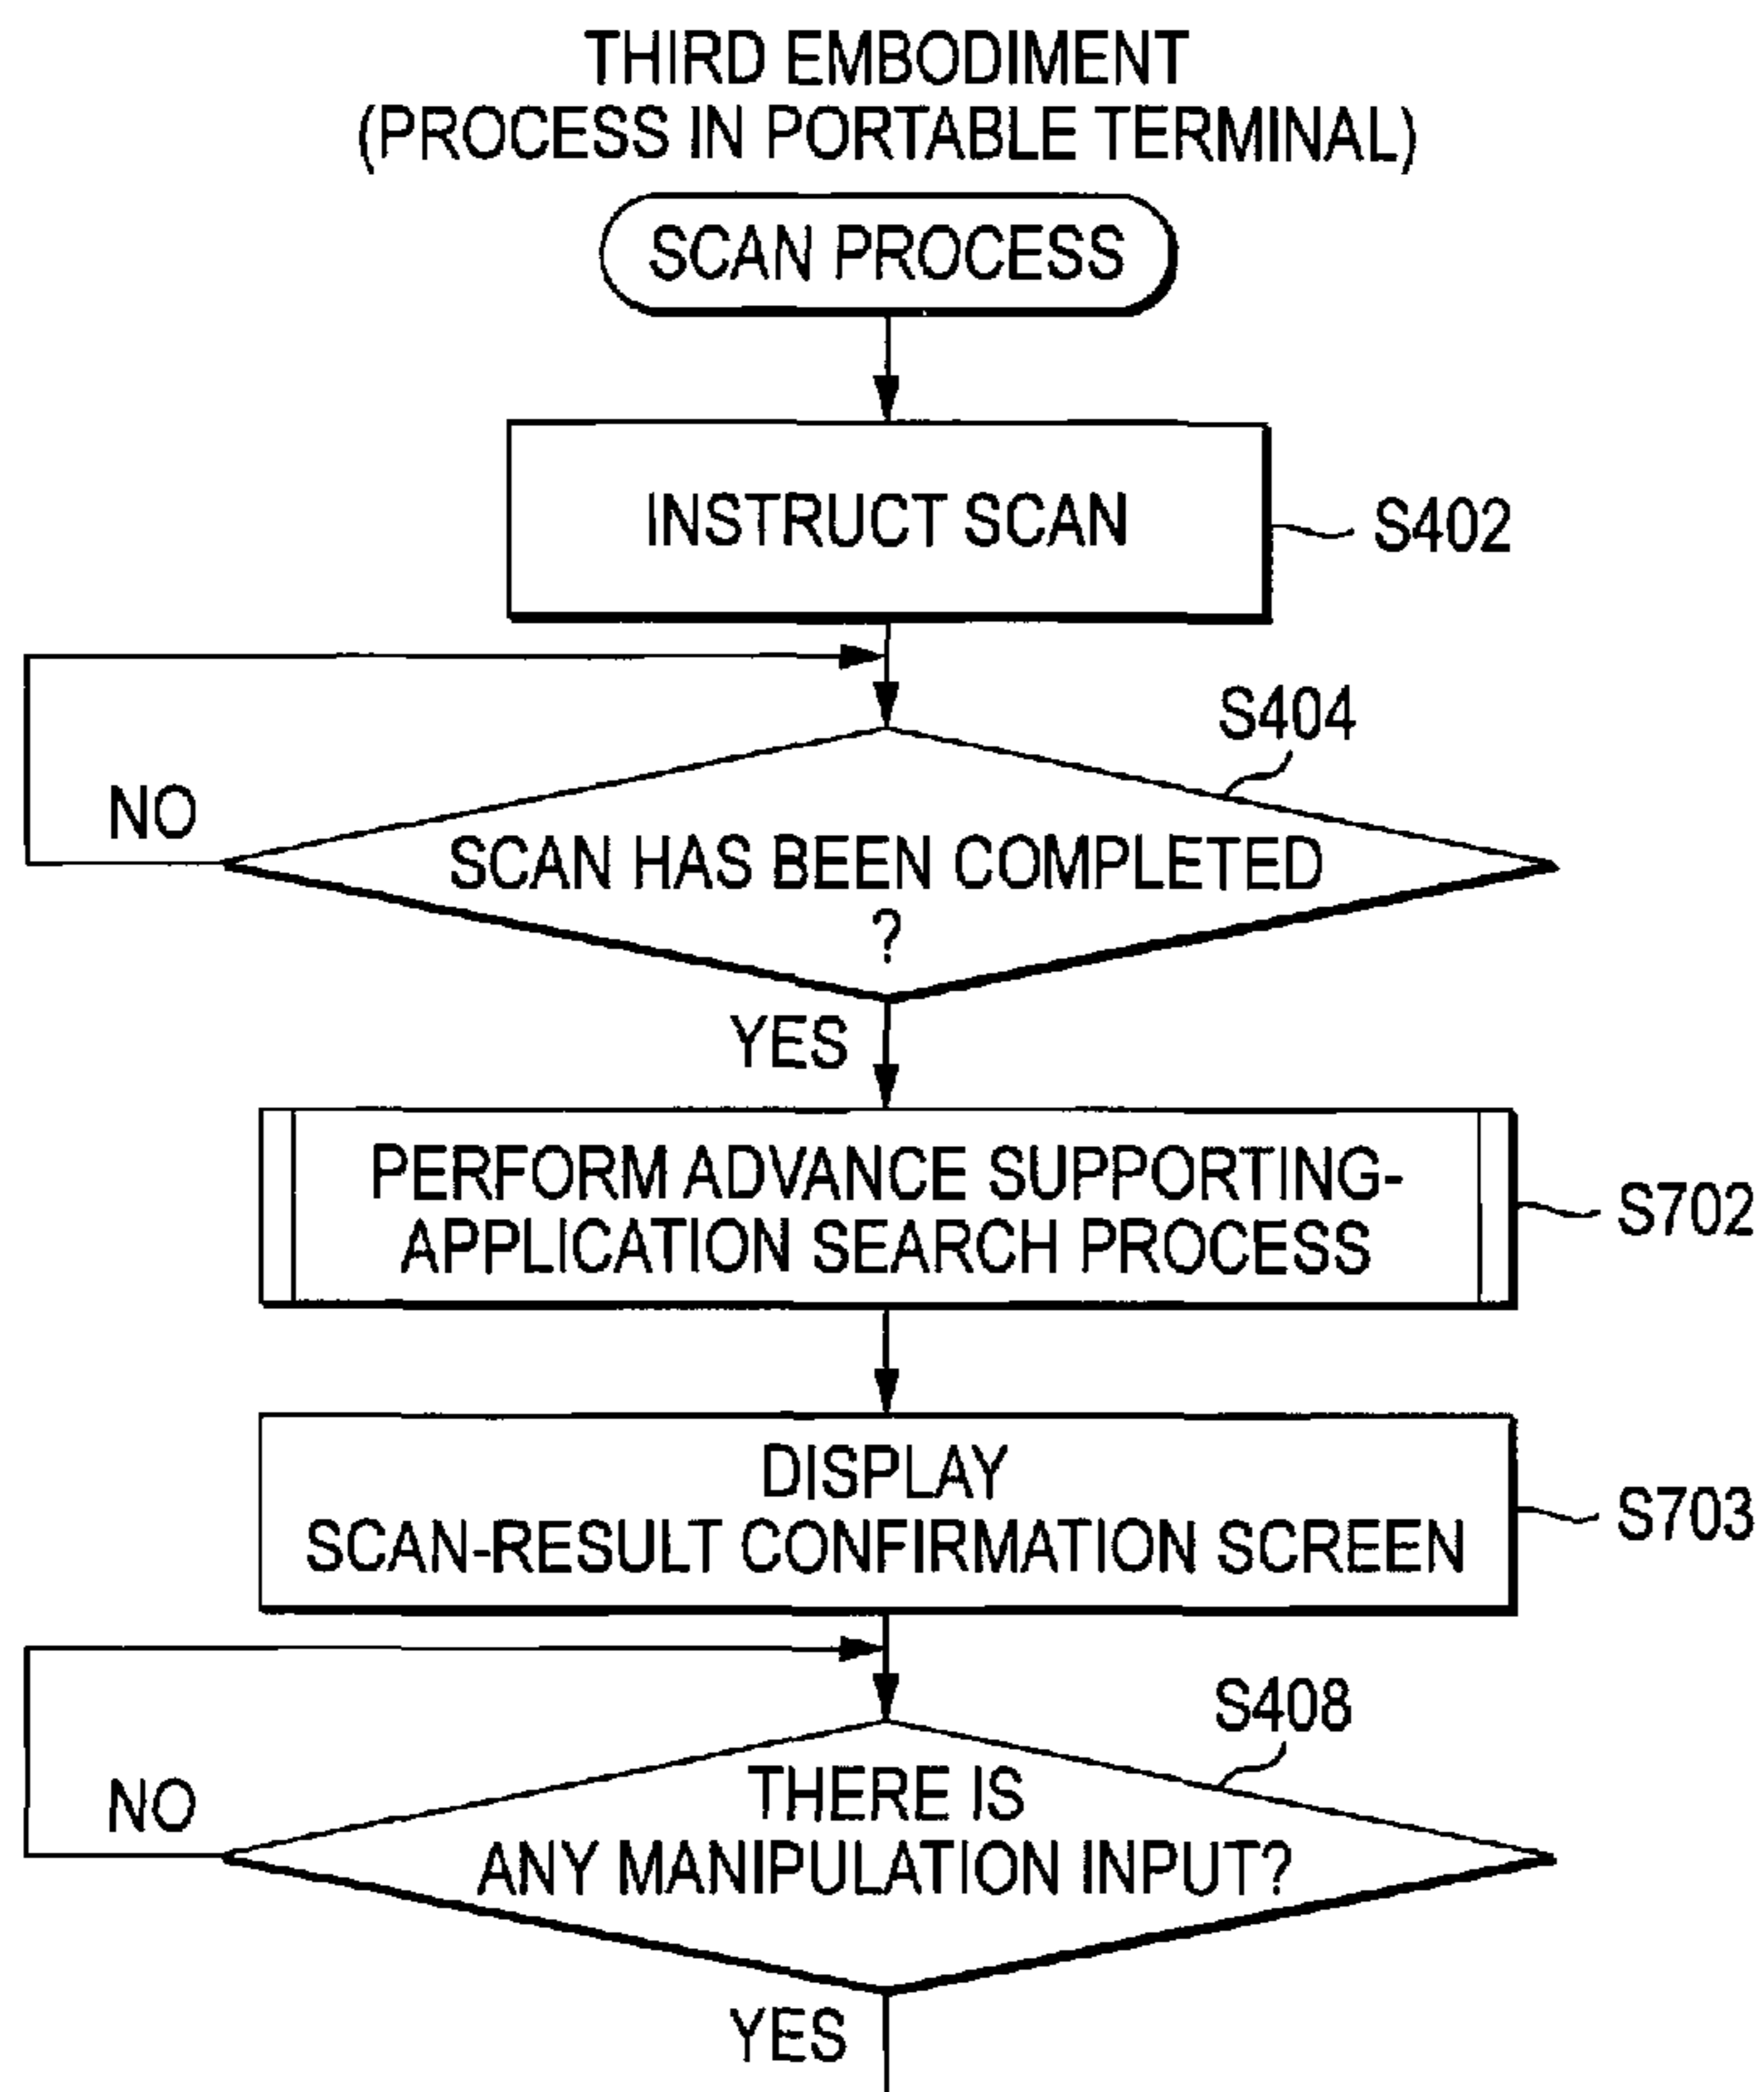 THIRD EMBODIMENT
(PROCESS IN PORTABLE TERMINAL)
SCAN PROCESS
INSTRUCT SCAN
S402
S404
NO
SCAN HAS BEEN COMPLETED
?
YES
PERFORM ADVANCE SUPPORTING-
APPLICATION SEARCH PROCESS
S702
DISPLAY
SCAN-RESULT CONFIRMATION SCREEN
S703
S408
NO
THERE IS
ANY MANIPULATION INPUT?
YES